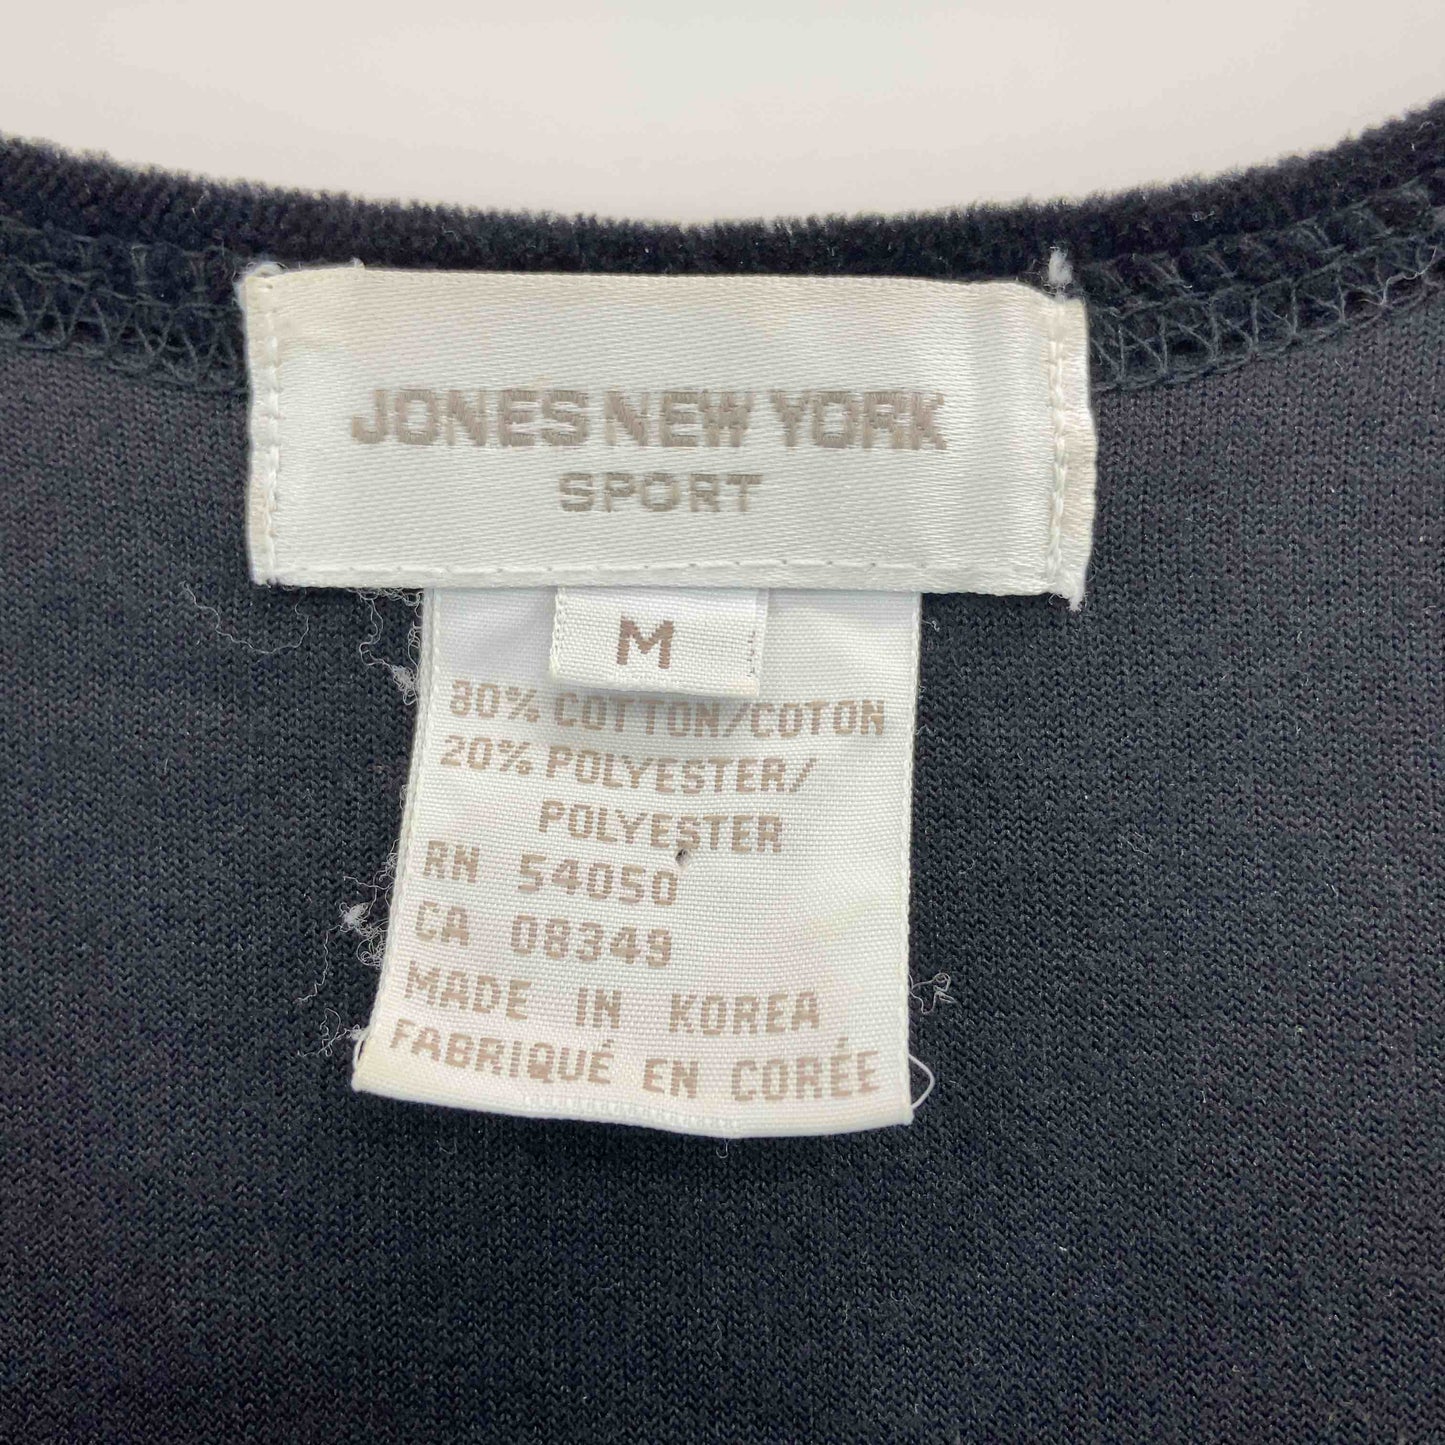 JONES NEW YORK
SPORT
M
80% COTTON/COTON
20% POLYESTER/
POLYESTER
RN 54050
CA 08349
MADE IN KOREA
FABRIQUÉ EN CORÉE